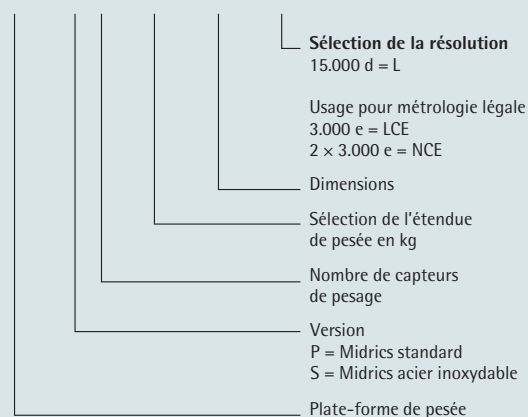 Sélection de la résolution
15.000 d = L
Usage pour métrologie légale
3.000 e = LCE
2 × 3.000 e = NCE
Dimensions
Sélection de l'étendue
de pesée en kg
Nombre de capteurs
de pesage
Version
P = Midrics standard
S = Midrics acier inoxydable
Plate-forme de pesée